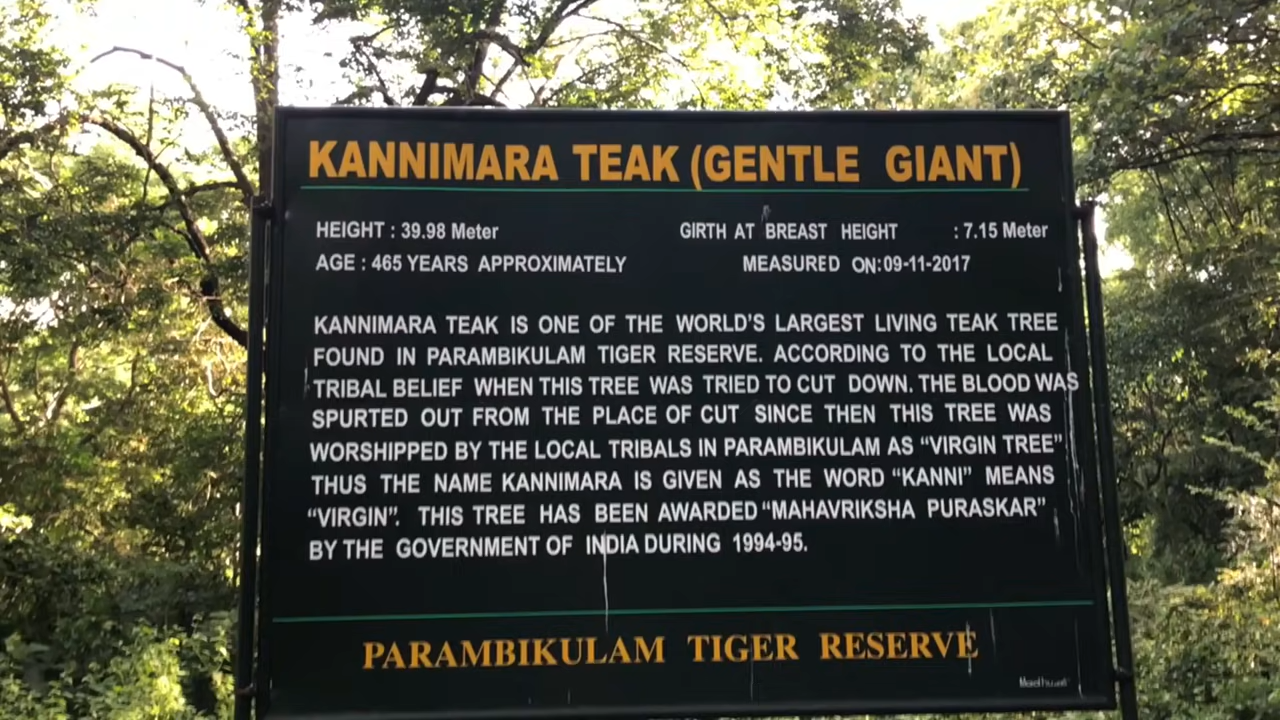 KANNIMARA TEAK (GENTLE GIANT)
HEIGHT : 39.98 Meter GIRTH AT BREAST HEIGHT : 7.15 Meter
AGE : 465 YEARS APPROXIMATELY MEASURED ON:09-11-2017
KANNIMARA TEAK IS ONE OF THE WORLD'S LARGEST LIVING TEAK TREE
FOUND IN PARAMBIKULAM TIGER RESERVE. ACCORDING TO THE LOCAL
TRIBAL BELIEF WHEN THIS TREE WAS TRIED TO CUT DOWN. THE BLOOD WAS
SPURTED OUT FROM THE PLACE OF CUT SINCE THEN THIS TREE WAS
WORSHIPPED BY THE LOCAL TRIBALS IN PARAMBIKULAM AS “VIRGIN TREE”
THUS THE NAME KANNIMARA IS GIVEN AS THE WORD “KANNI” MEANS
“VIRGIN”. THIS TREE HAS BEEN AWARDED “MAHAVRIKSHA PURASKAR”
BY THE GOVERNMENT OF INDIA DURING 1994-95.
PARAMBIKULAM TIGER RESERVE